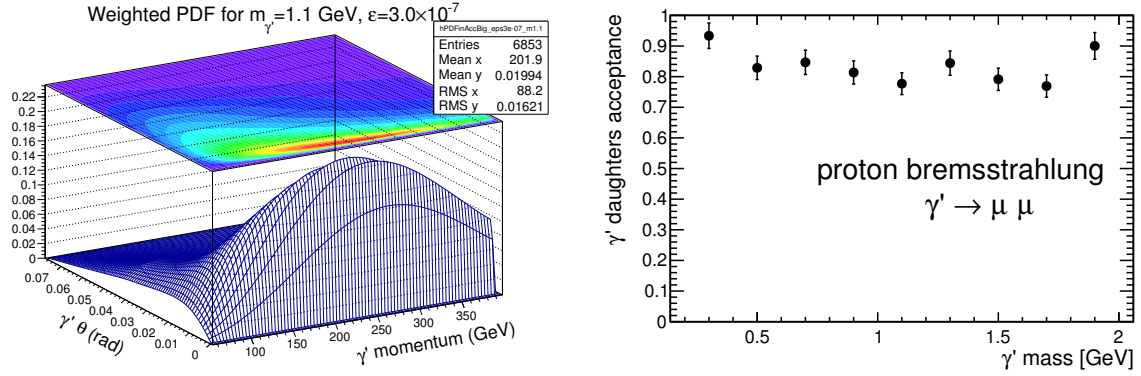 Weighted PDF for mγ'=1.1 GeV, ε=3.0×10⁻⁷
hPDFinAccBig_eps3e-07_m1.1
Entries 6853
Mean x 201.9
Mean y 0.01994
RMS x 88.2
RMS y 0.01621
0.22
0.2
0.18
0.16
0.14
0.12
0.1
0.08
0.06
0.04
0.02
0
0.07
0.06
0.05
0.04
0.03
0.02
0.01
0
γ' θ (rad)
100
150
200
250
300
350
γ' momentum (GeV)
γ' daughters acceptance
1
0.9
0.8
0.7
0.6
0.5
0.4
0.3
0.2
0.1
0
proton bremsstrahlung
γ' → μ μ
0.5 1 1.5 2
γ' mass [GeV]